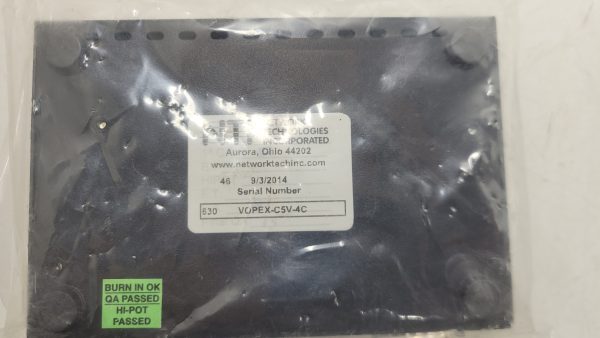 NTI
TECHNOLOGIES
INCORPORATED
Aurora, Ohio 44202
www.networktechinc.com
46 9/3/2014
Serial Number
630 VOPEX-C5V-4C
BURN IN OK
QA PASSED
HI-POT
PASSED